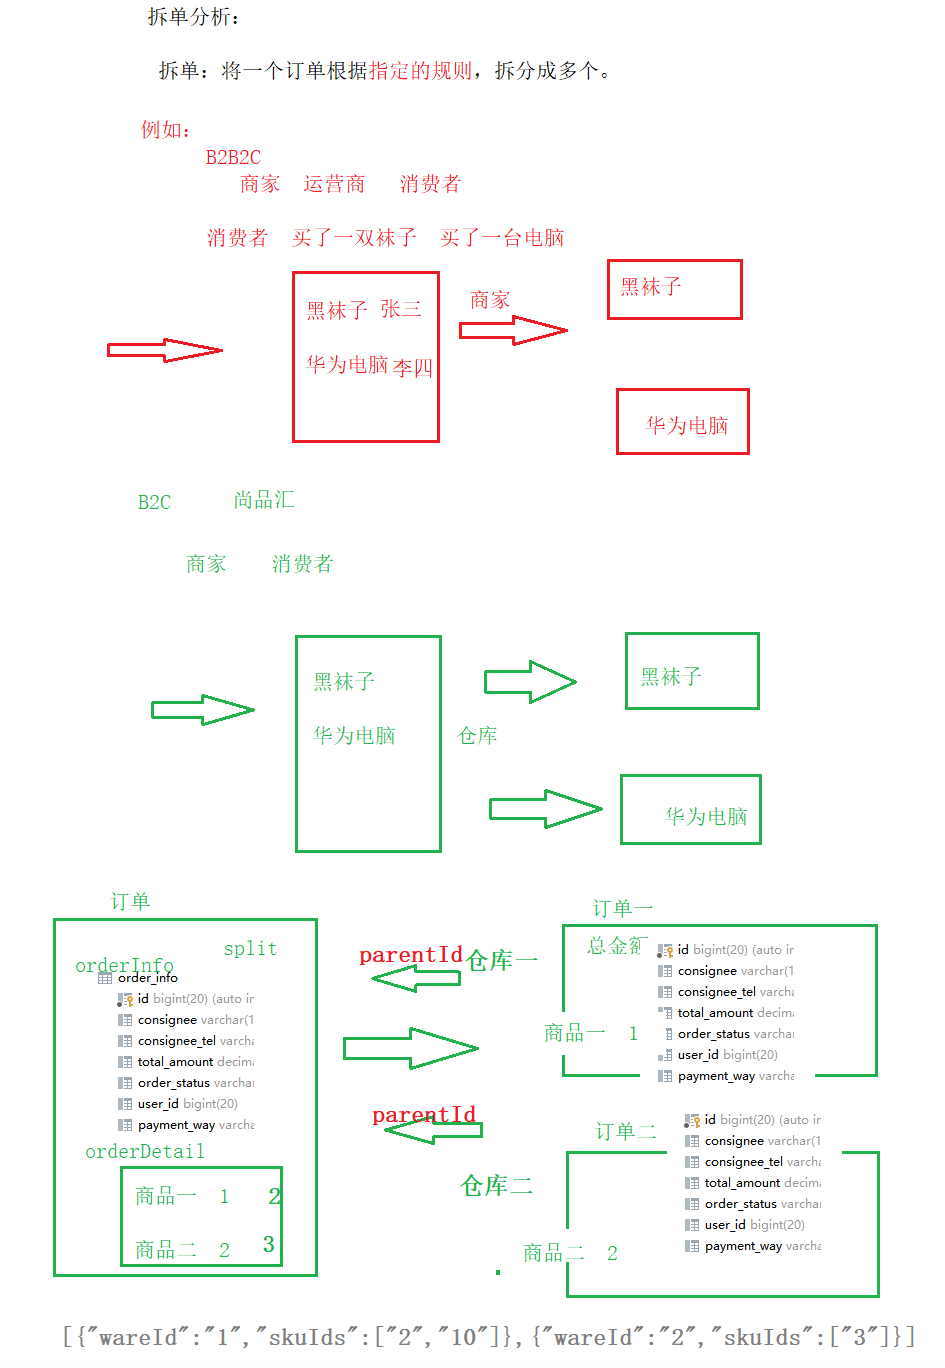 拆单分析：
拆单：将一个订单根据指定的规则，拆分成多个。
例如：
B2B2C
商家 运营商 消费者
消费者 买了一双袜子 买了一台电脑
黑袜子 张三
华为电脑 李四
商家
黑袜子
华为电脑
B2C 尚品汇
商家 消费者
黑袜子
华为电脑
仓库
黑袜子
华为电脑
订单
split
orderInfo
order_info
id bigint(20) (auto in
consignee varchar(1
consignee_tel varcha
total_amount decima
order_status varchar
user_id bigint(20)
payment_way varcha
orderDetail
商品一 1 2
商品二 2 3
parentId
仓库一
parentId
仓库二
订单一
总金额
id bigint(20) (auto in
consignee varchar(1
consignee_tel varcha
total_amount decima
order_status varchar
user_id bigint(20)
payment_way varcha
商品一 1
订单二
id bigint(20) (auto in
consignee varchar(1
consignee_tel varcha
total_amount decima
order_status varchar
user_id bigint(20)
payment_way varcha
商品二 2
[{"wareId":"1","skuIds":["2","10"]},{"wareId":"2","skuIds":["3"]}]